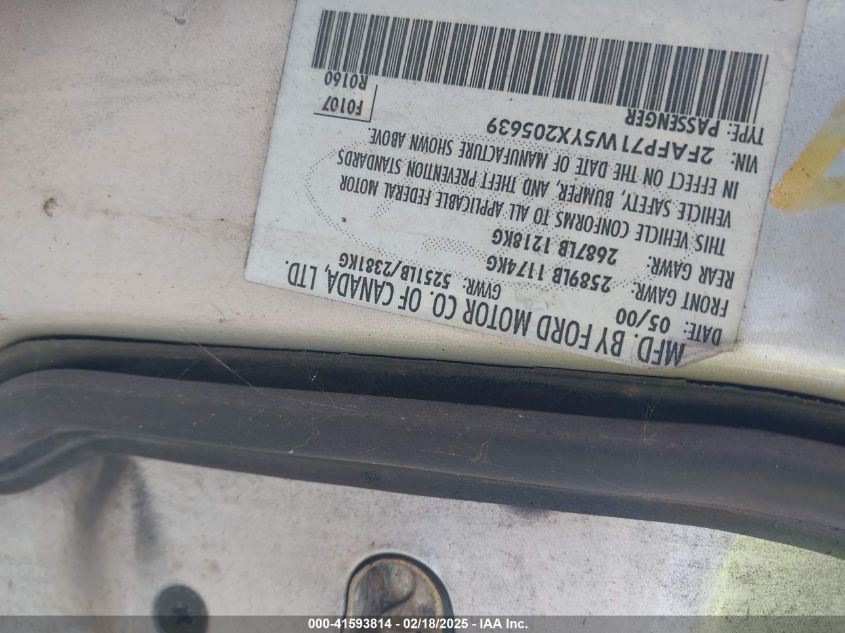 MFD. BY FORD MOTOR CO. OF CANADA, LTD.
DATE: 05/00 GVWR: 5251LB/2381KG
FRONT GAWR: 2589LB 1174KG
REAR GAWR: 2687LB 1218KG
THIS VEHICLE CONFORMS TO ALL APPLICABLE FEDERAL MOTOR
VEHICLE SAFETY, BUMPER, AND THEFT PREVENTION STANDARDS
IN EFFECT ON THE DATE OF MANUFACTURE SHOWN ABOVE.
VIN: 2FAFP71W5YX205639
TYPE: PASSENGER
F0107
R0160
000-41593814 - 02/18/2025 - IAA Inc.